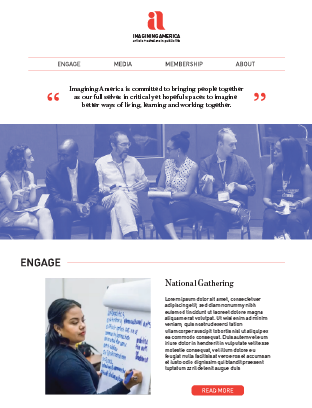 ia
IMAGINING AMERICA
artists and scholars in public life
ENGAGE
MEDIA
MEMBERSHIP
ABOUT
“ Imagining America is committed to bringing people together
as our full selves in critical yet hopeful spaces to imagine
better ways of living, learning and working together. ”
ENGAGE
National Gathering
Lorem ipsum dolor sit amet, consectetuer
adipiscing elit, sed diam nonummy nibh
euismod tincidunt ut laoreet dolore magna
aliquam erat volutpat. Ut wisi enim ad minim
veniam, quis nostrud exerci tation
ullamcorper suscipit lobortis nisl ut aliquip ex
ea commodo consequat. Duis autem vel eum
iriure dolor in hendrerit in vulputate velit esse
molestie consequat, vel illum dolore eu
feugiat nulla facilisis at vero eros et accumsan
et iusto odio dignissim qui blandit praesent
luptatum zzril delenit augue duis
READ MORE